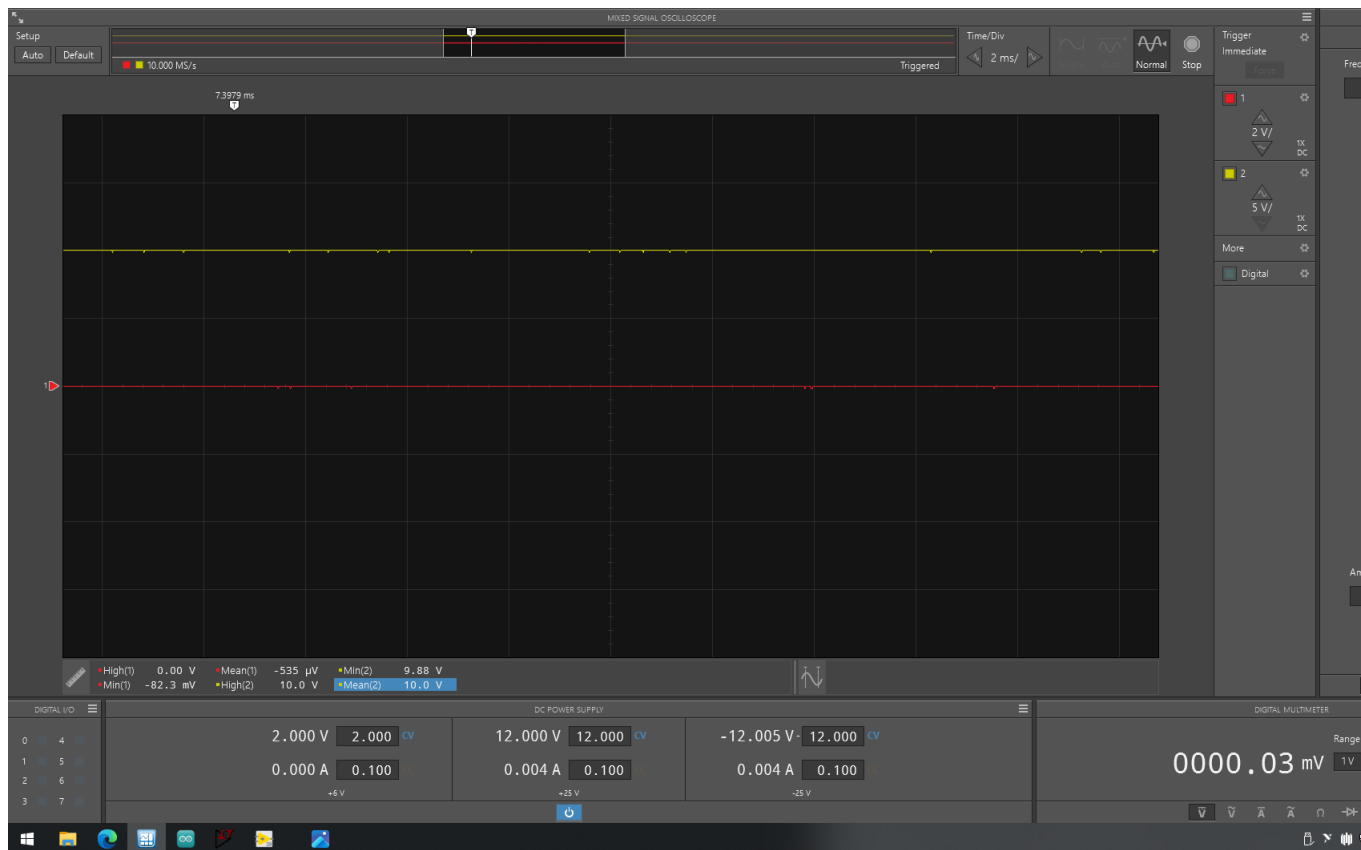 MIXED SIGNAL OSCILLOSCOPE
Setup
Auto Default
10.000 MS/s Triggered
Time/Div
2 ms/
Normal Stop
Trigger
Immediate
Force
Freq
7.3979 ms
T
1
2 V/
1X
DC
2
5 V/
1X
DC
More
Digital
1
High(1) 0.00 V Mean(1) -535 µV Min(2) 9.88 V
Min(1) -82.3 mV High(2) 10.0 V Mean(2) 10.0 V
Am
DIGITAL I/O
0 4
1 5
2 6
3 7
DC POWER SUPPLY
2.000 V 2.000 CV
0.000 A 0.100
+6 V
12.000 V 12.000 CV
0.004 A 0.100
+25 V
-12.005 V - 12.000 CV
0.004 A 0.100
-25 V
DIGITAL MULTIMETER
Range
0000.03 mV 1V
V V A A Ω